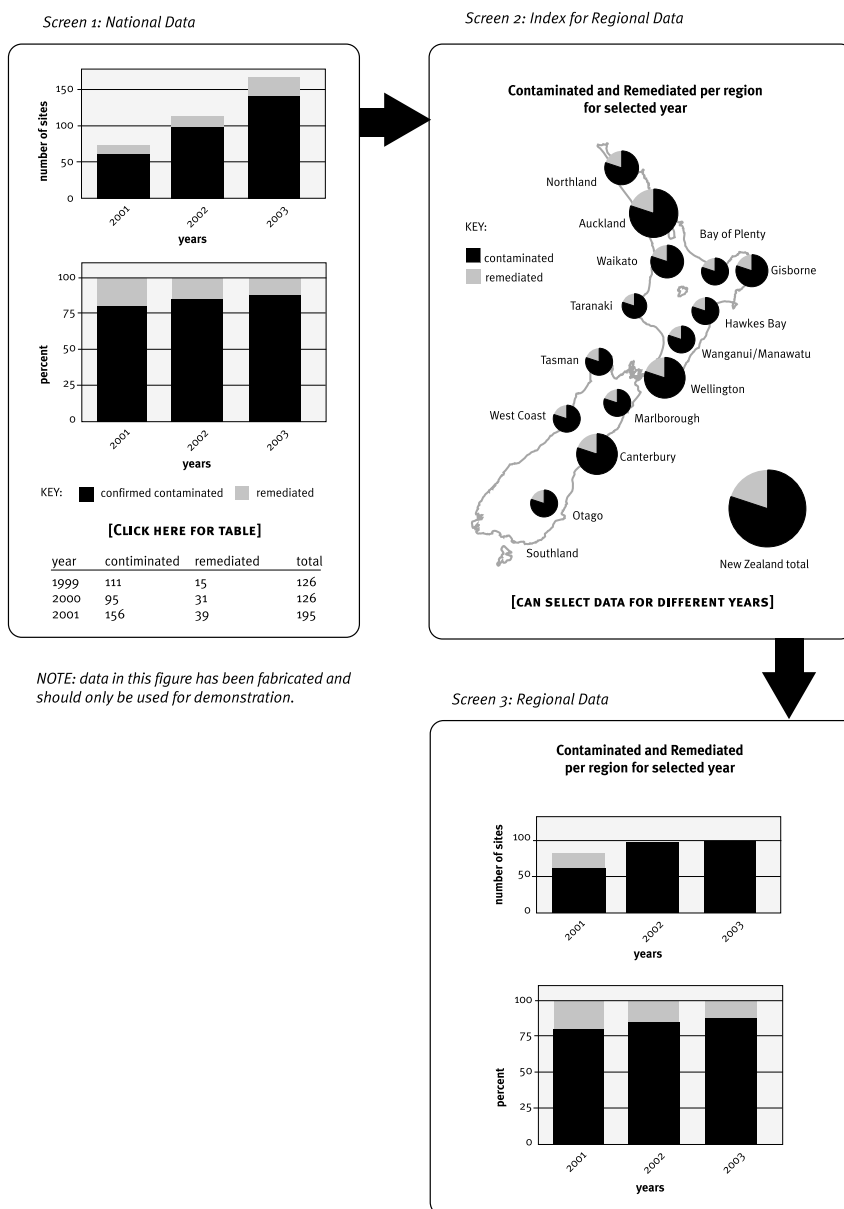 Screen 1: National Data
150
100
50
0
number of sites
2001
2002
2003
years
100
75
50
25
0
percent
2001
2002
2003
years
KEY:
confirmed contaminated
remediated
[CLICK HERE FOR TABLE]
year contiminated remediated total
1999 111 15 126
2000 95 31 126
2001 156 39 195
NOTE: data in this figure has been fabricated and
should only be used for demonstration.
Screen 2: Index for Regional Data
Contaminated and Remediated per region
for selected year
Northland
Auckland
KEY:
contaminated
remediated
Bay of Plenty
Waikato
Gisborne
Taranaki
Hawkes Bay
Wanganui/Manawatu
Tasman
Wellington
West Coast
Marlborough
Canterbury
Otago
Southland
New Zealand total
[CAN SELECT DATA FOR DIFFERENT YEARS]
Screen 3: Regional Data
Contaminated and Remediated
per region for selected year
100
50
0
number of sites
2001
2002
2003
years
100
75
50
25
0
percent
2001
2002
2003
years